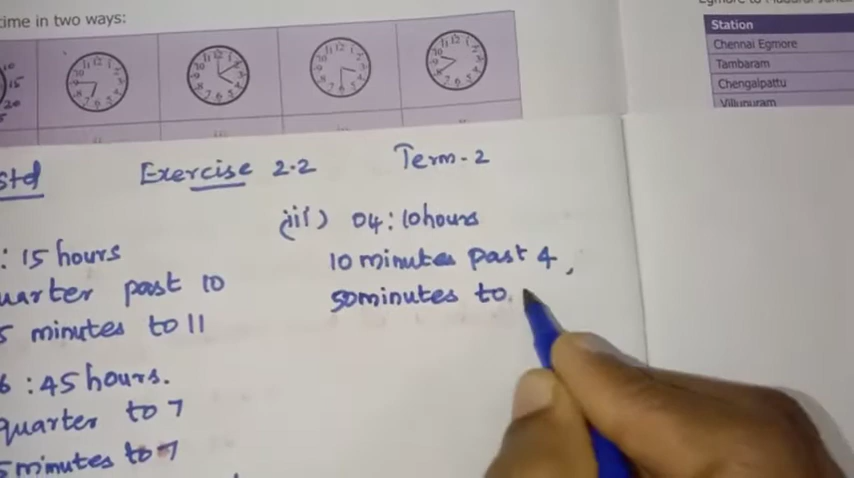 time in two ways:
Station
Chennai Egmore
Tambaram
Chengalpattu
Villupuram
std Exercise 2.2 Term-2
: 15 hours
uarter past 10
5 minutes to 11
6 : 45 hours.
quarter to 7
5 minutes to 7
iii) 04 : 10 hours
10 minutes past 4,
50 minutes to